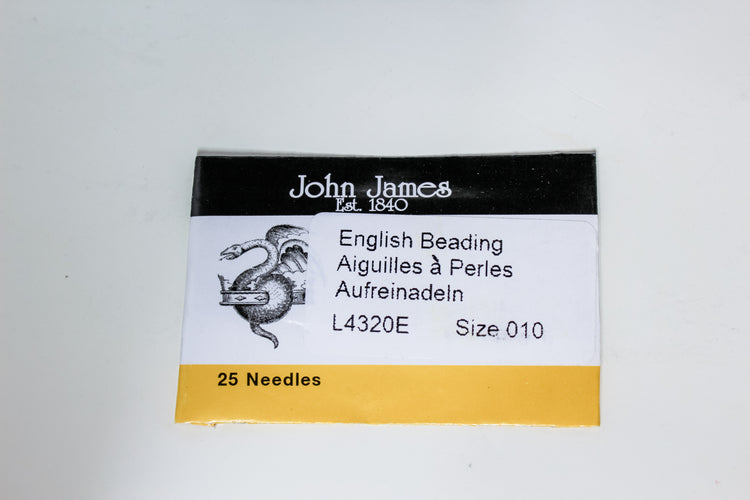 John James
Est. 1840
English Beading
Aiguilles à Perles
Aufreinadeln
L4320E Size 010
25 Needles